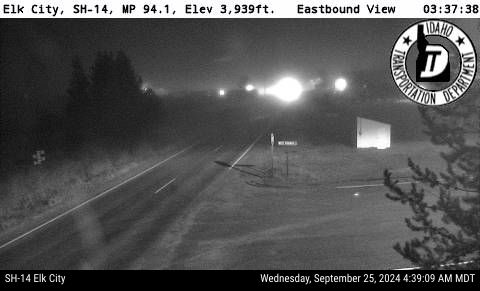 Elk City, SH-14, MP 94.1, Elev 3,939ft. Eastbound View 03:37:38
IDAHO
TRANSPORTATION DEPARTMENT
SH-14 Elk City Wednesday, September 25, 2024 4:39:09 AM MDT